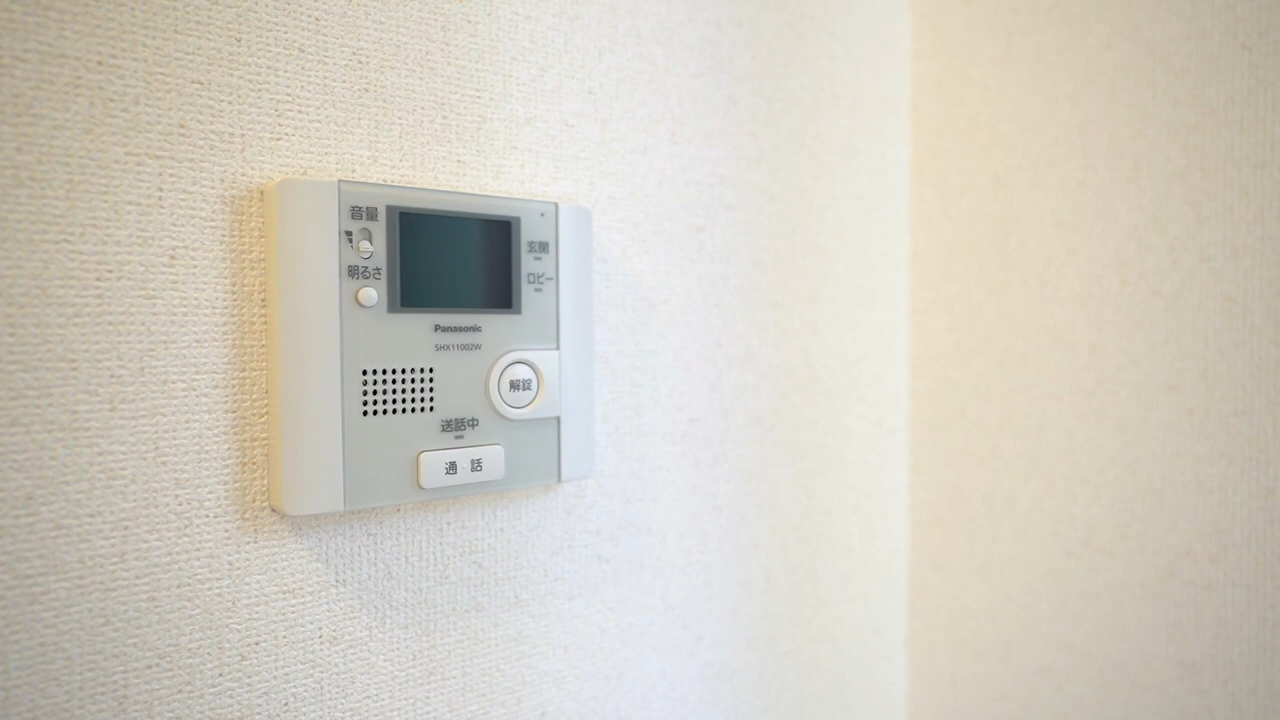 音量
明るさ
玄関
ロビー
Panasonic
SHX11002W
解錠
送話中
通話